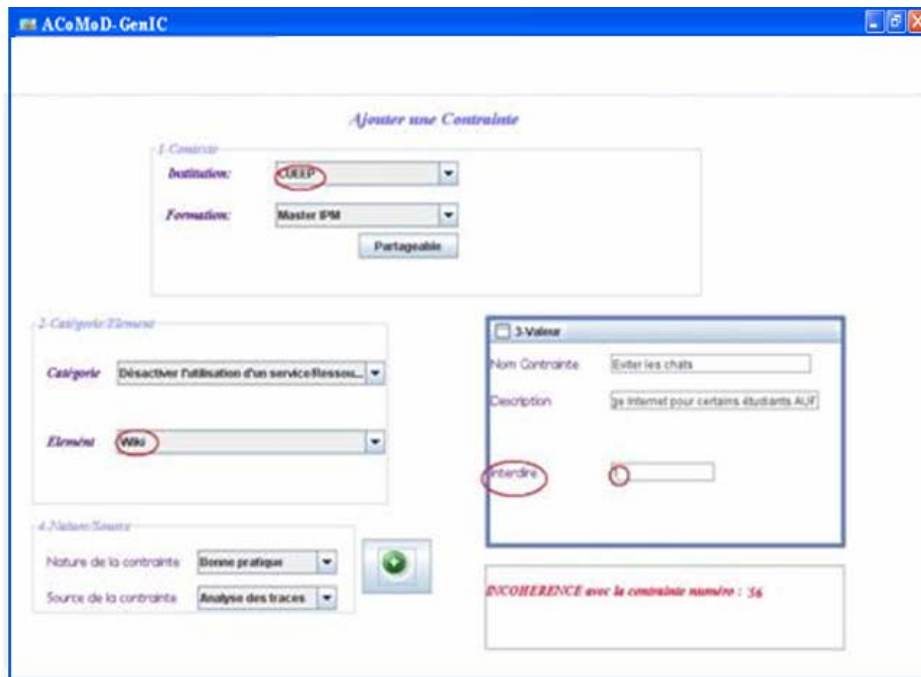 ACoMoD-GenIC
Ajouter une Contrainte
1-Contexte
Institution: CUEEP
Formation: Master IPM
Partageable
2-Catégorie/Element
Catégorie Désactiver l'utilisation d'un service/Ressou...
Elemént Wiki
3-Valeur
Nom Contrainte Eviter les chats
Description ge Internet pour certains étudiants AUF
Interdire 1
4-Nature/Source
Nature de la contrainte Bonne pratique
Source de la contrainte Analyse des traces
INCOHERENCE avec la contrainte numéro : 56